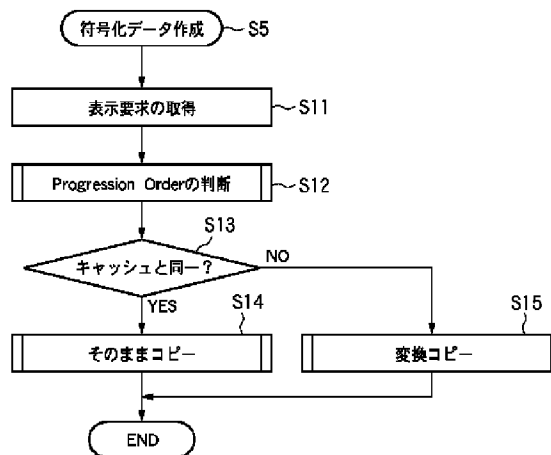 符号化データ作成
S5
表示要求の取得
S11
Progression Orderの判断
S12
S13
キャッシュと同一?
NO
YES
S14
そのままコピー
S15
変換コピー
END